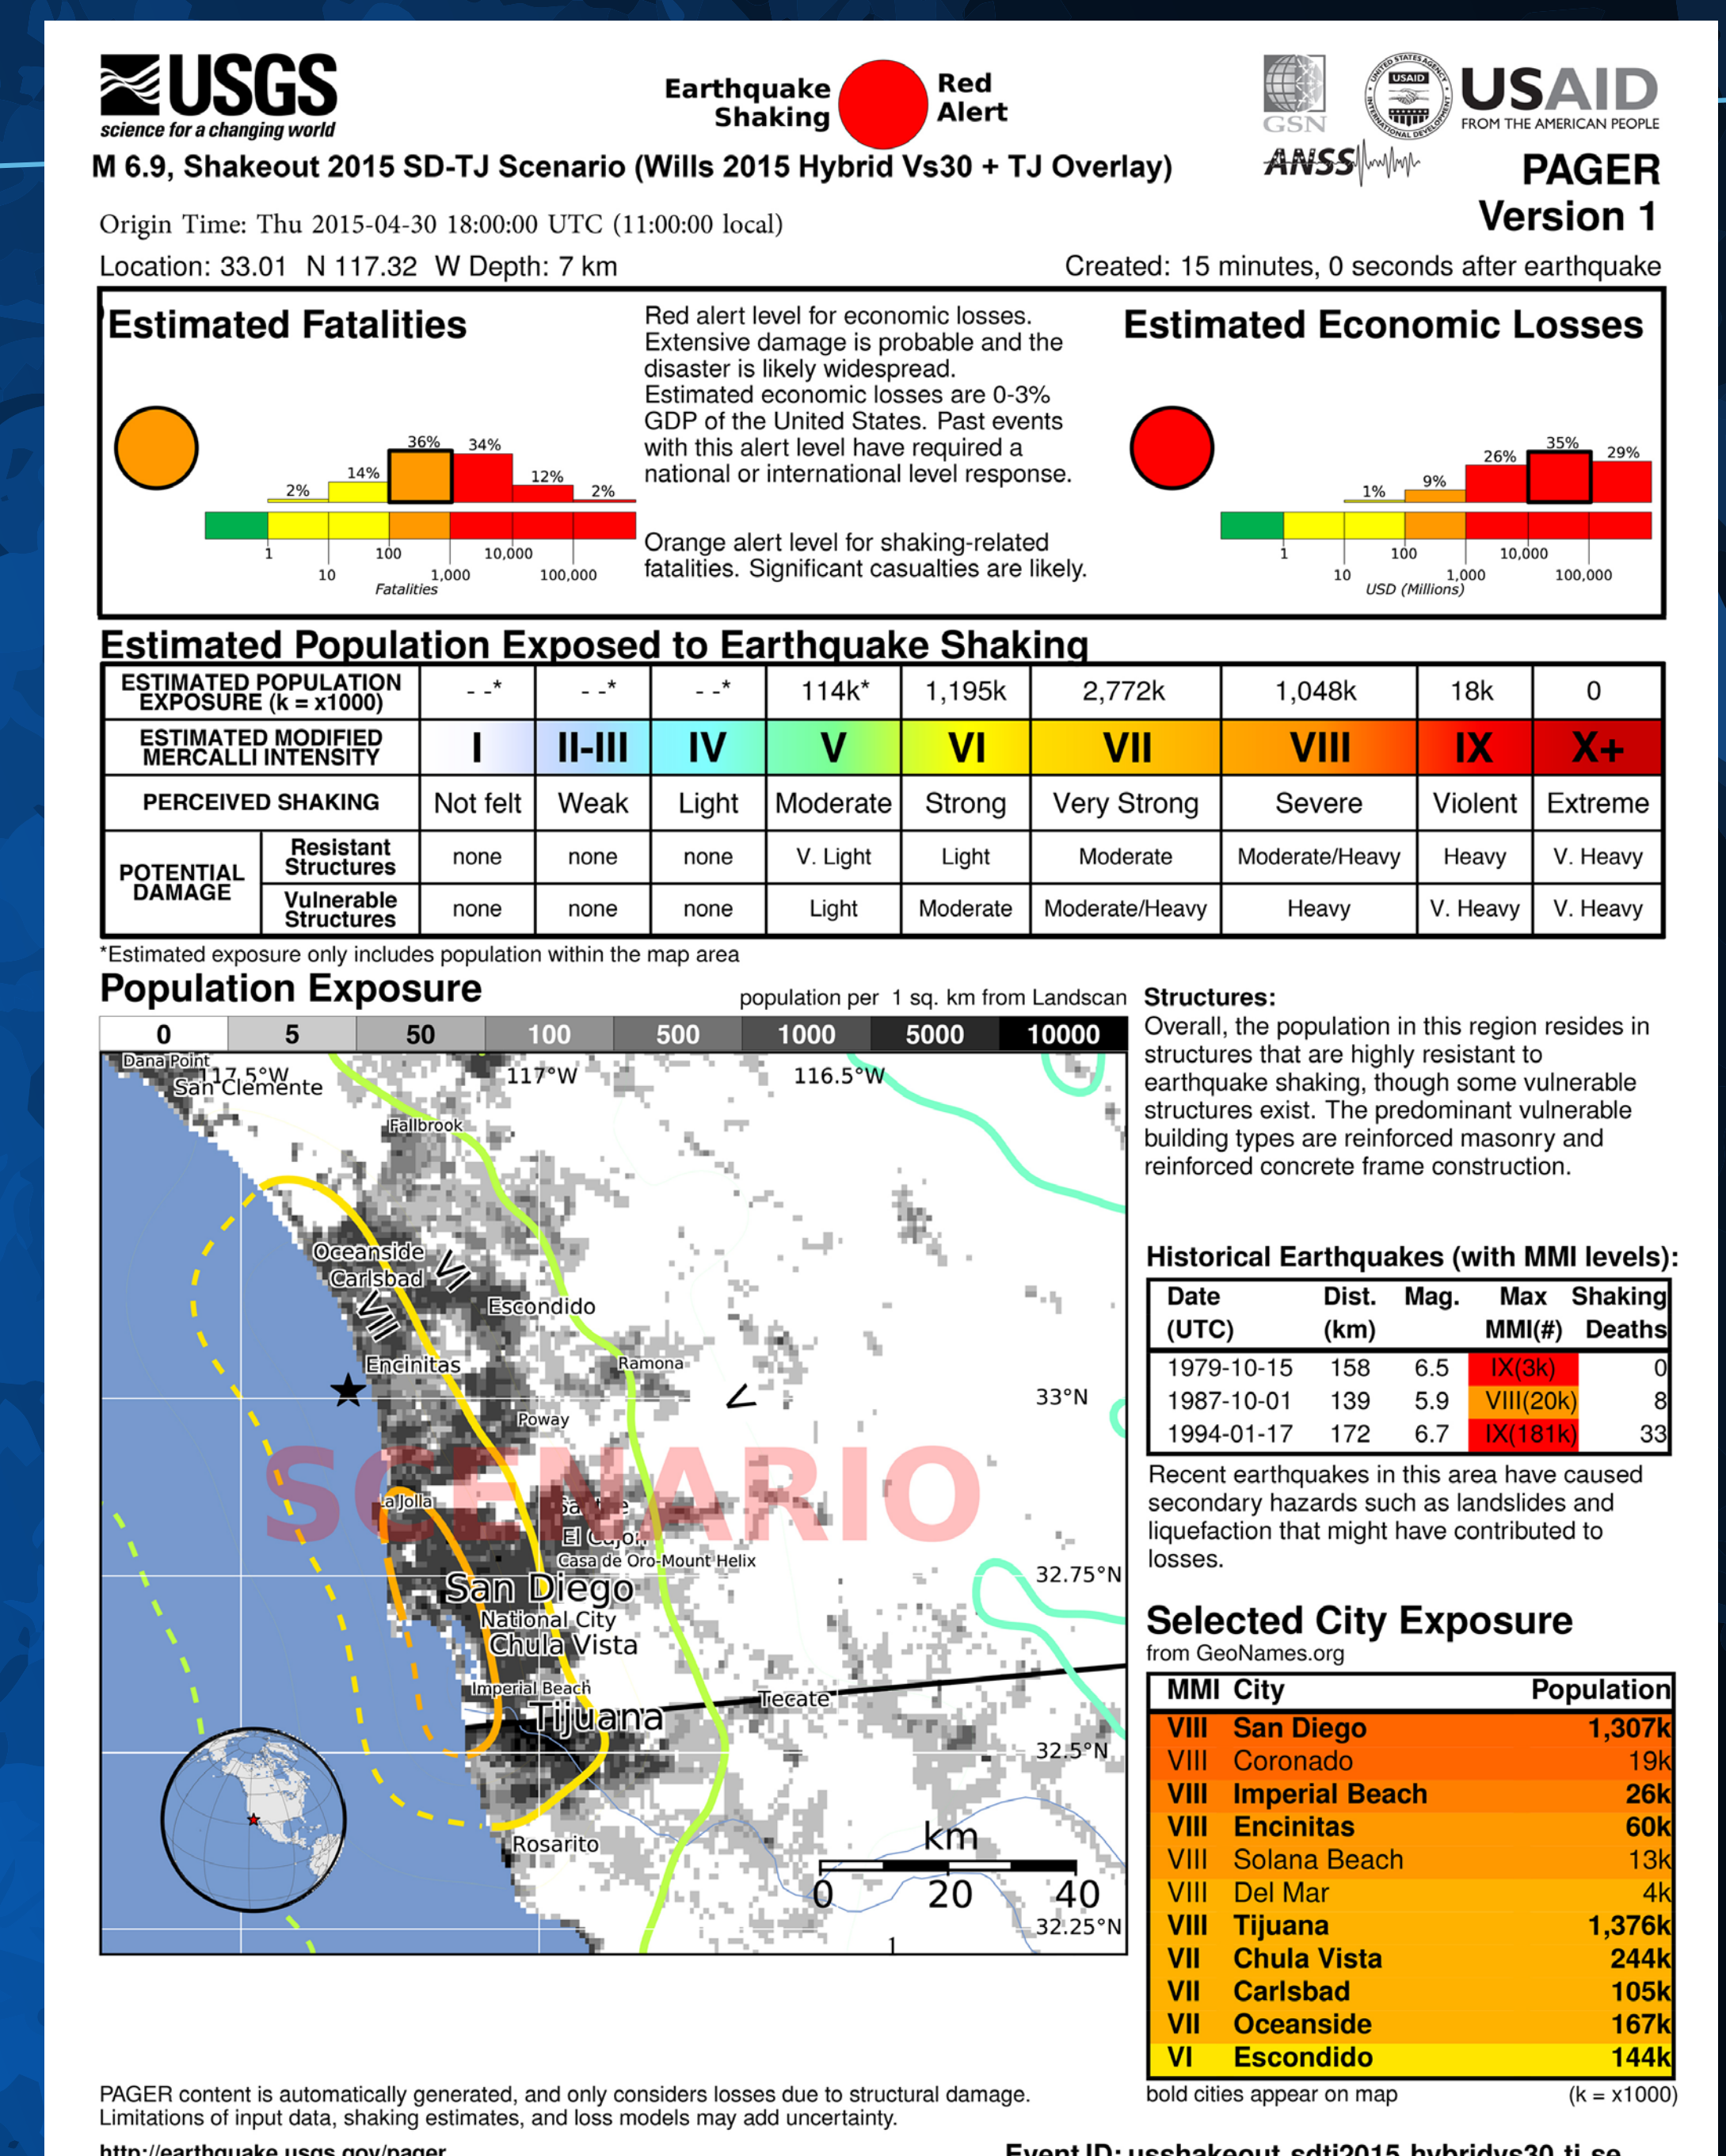 USGS
science for a changing world
Earthquake
Shaking
Red
Alert
GSN
UNITED STATES AGENCY
INTERNATIONAL DEVELOPMENT
USAID
USAID
FROM THE AMERICAN PEOPLE
ANSS
M 6.9, Shakeout 2015 SD-TJ Scenario (Wills 2015 Hybrid Vs30 + TJ Overlay)
PAGER
Version 1
Origin Time: Thu 2015-04-30 18:00:00 UTC (11:00:00 local)
Location: 33.01 N 117.32 W Depth: 7 km
Created: 15 minutes, 0 seconds after earthquake
Estimated Fatalities
2% 14% 36% 34% 12% 2%
1 100 10,000
10 1,000 100,000
Fatalities
Red alert level for economic losses.
Extensive damage is probable and the
disaster is likely widespread.
Estimated economic losses are 0-3%
GDP of the United States. Past events
with this alert level have required a
national or international level response.
Orange alert level for shaking-related
fatalities. Significant casualties are likely.
Estimated Economic Losses
1% 9% 26% 35% 29%
1 100 10,000
10 1,000 100,000
USD (Millions)
Estimated Population Exposed to Earthquake Shaking
ESTIMATED POPULATION
EXPOSURE (k = x1000)
- -* - -* - -* 114k* 1,195k 2,772k 1,048k 18k 0
ESTIMATED MODIFIED
MERCALLI INTENSITY
I II-III IV V VI VII VIII IX X+
PERCEIVED SHAKING Not felt Weak Light Moderate Strong Very Strong Severe Violent Extreme
POTENTIAL
DAMAGE
Resistant
Structures
none none none V. Light Light Moderate Moderate/Heavy Heavy V. Heavy
Vulnerable
Structures
none none none Light Moderate Moderate/Heavy Heavy V. Heavy V. Heavy
*Estimated exposure only includes population within the map area
Population Exposure
population per 1 sq. km from Landscan
0 5 50 100 500 1000 5000 10000
Dana Point
117.5°W 117°W 116.5°W
San Clemente
Fallbrook
Oceanside
VI
Carlsbad
VII
Escondido
Encinitas
Ramona
V
33°N
Poway
SCENARIO
La Jolla
Santee
El Cajon
Casa de Oro-Mount Helix
32.75°N
San Diego
National City
Chula Vista
Imperial Beach
Tecate
Tijuana
32.5°N
Rosarito
km
0 20 40
32.25°N
1
Structures:
Overall, the population in this region resides in
structures that are highly resistant to
earthquake shaking, though some vulnerable
structures exist. The predominant vulnerable
building types are reinforced masonry and
reinforced concrete frame construction.
Historical Earthquakes (with MMI levels):
Date Dist. Mag. Max Shaking
(UTC) (km) MMI(#) Deaths
1979-10-15 158 6.5 IX(3k) 0
1987-10-01 139 5.9 VIII(20k) 8
1994-01-17 172 6.7 IX(181k) 33
Recent earthquakes in this area have caused
secondary hazards such as landslides and
liquefaction that might have contributed to
losses.
Selected City Exposure
from GeoNames.org
MMI City Population
VIII San Diego 1,307k
VIII Coronado 19k
VIII Imperial Beach 26k
VIII Encinitas 60k
VIII Solana Beach 13k
VIII Del Mar 4k
VIII Tijuana 1,376k
VII Chula Vista 244k
VII Carlsbad 105k
VII Oceanside 167k
VI Escondido 144k
bold cities appear on map (k = x1000)
PAGER content is automatically generated, and only considers losses due to structural damage.
Limitations of input data, shaking estimates, and loss models may add uncertainty.
http://earthquake.usgs.gov/pager
Event ID: usshakeout_sdtj2015_hybridvs30_tj_se